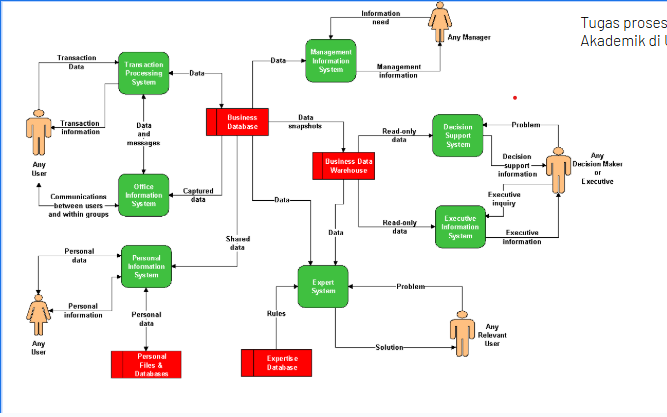 Tugas proses
Akademik di
Information
need
Any Manager
Transaction
Data
Transaction
Processing
System
Data
Data
Management
Information
System
Management
information
Transaction
Information
Any
User
Data
and
messages
Business
Database
Data
snapshots
Read-only
data
Decision
Support
System
Problem
Decision
support
information
Any
Decision Maker
or
Executive
Business Data
Warehouse
Communications
between users
and within groups
Office
Information
System
Captured
data
Data
Executive
inquiry
Read-only
data
Executive
Information
System
Executive
information
Shared
data
Data
Personal
data
Personal
Information
System
Personal
information
Any
User
Personal
data
Expert
System
Problem
Rules
Solution
Any
Relevant
User
Personal
Files &
Databases
Expertise
Database